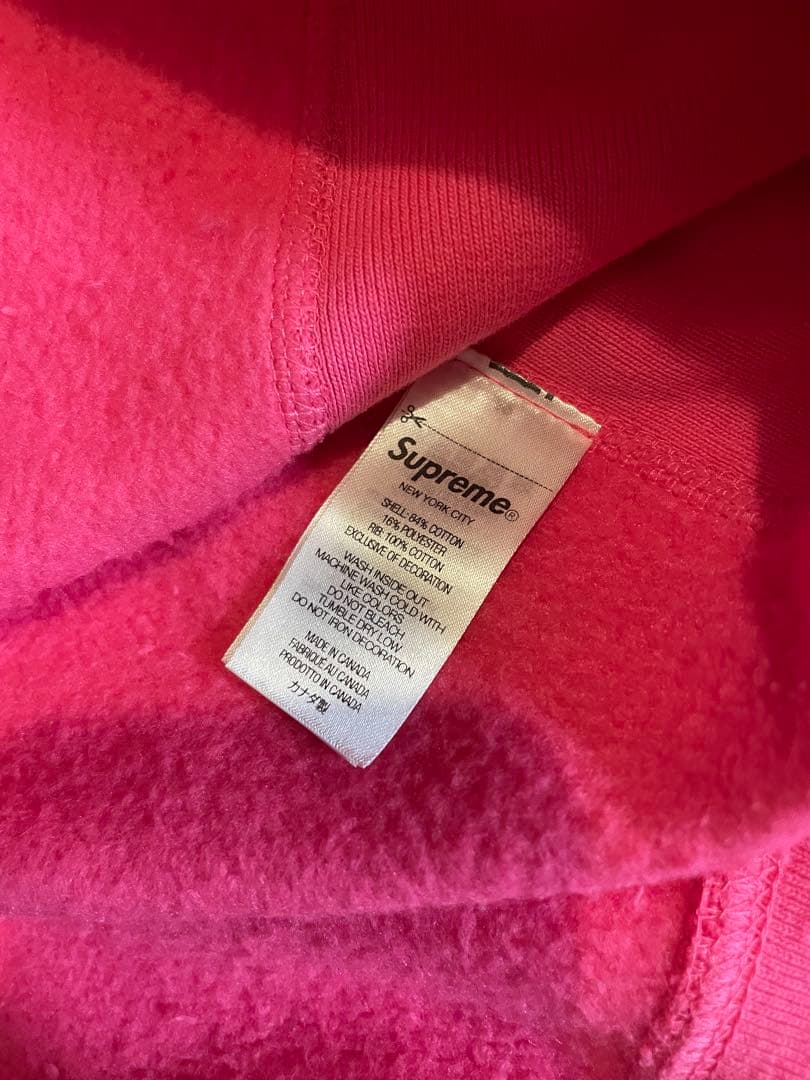 Supreme®
NEW YORK CITY
SHELL: 84% COTTON
16% POLYESTER
RIB: 100% COTTON
EXCLUSIVE OF DECORATION
WASH INSIDE OUT
MACHINE WASH COLD WITH
LIKE COLORS
DO NOT BLEACH
TUMBLE DRY LOW
DO NOT IRON DECORATION
MADE IN CANADA
FABRIQUÉ AU CANADA
PRODOTTO IN CANADA
カナダ製